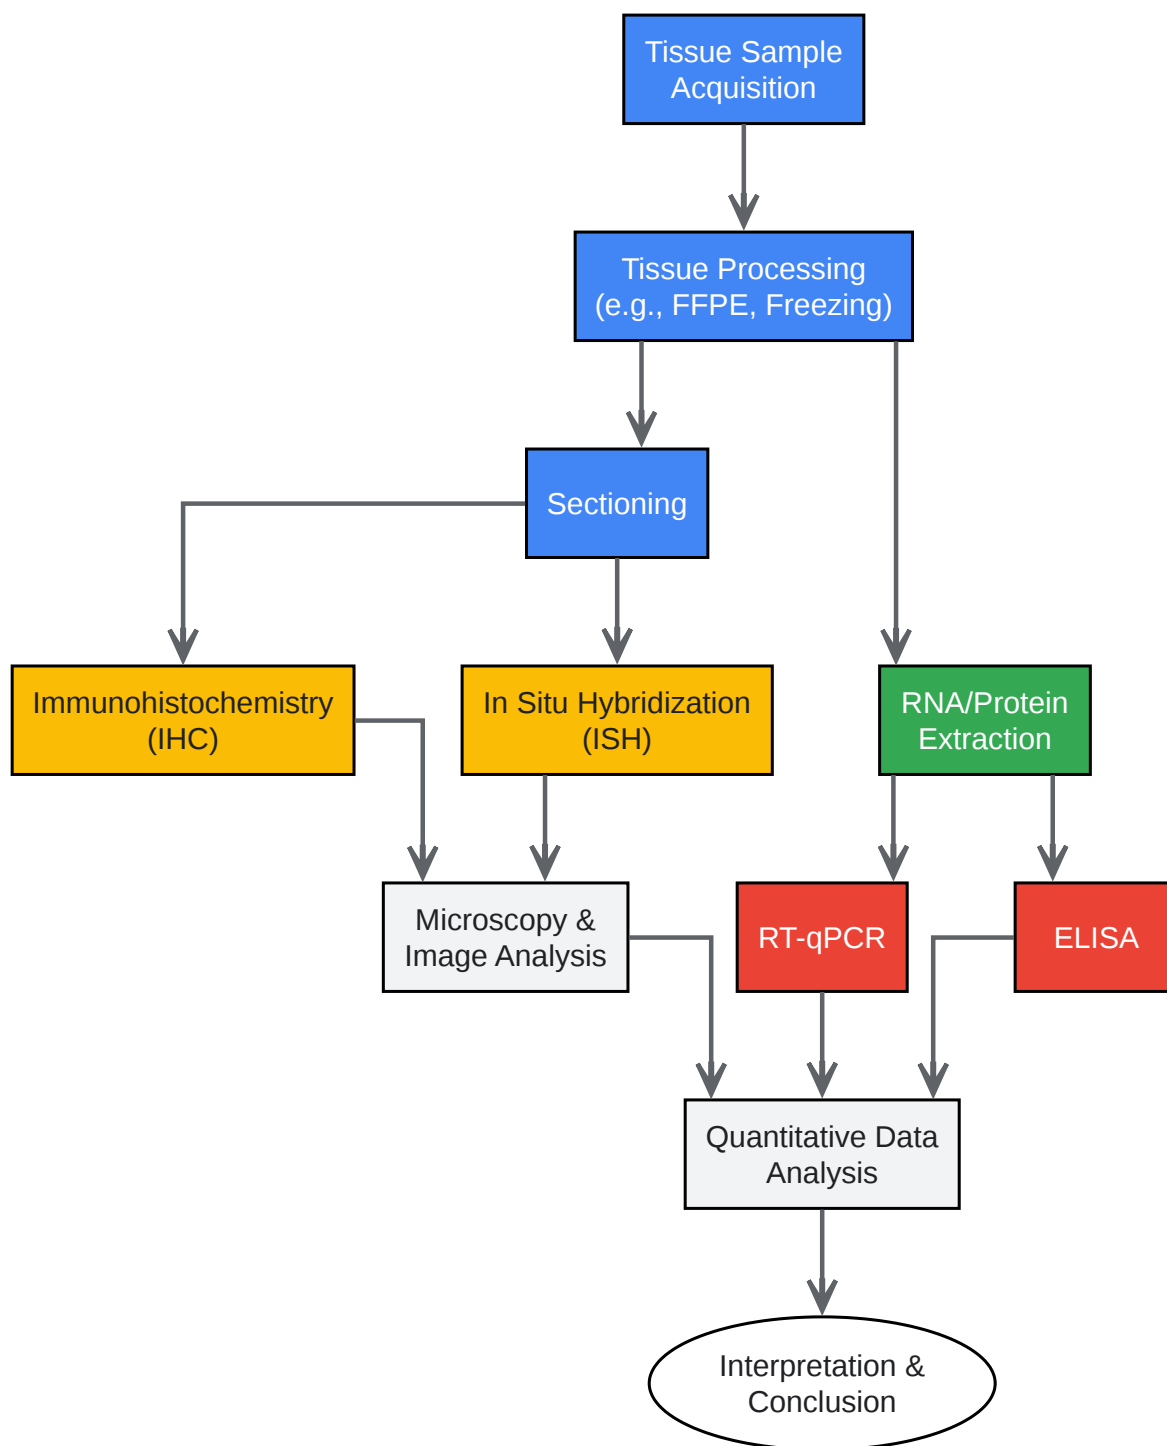 Tissue Sample
Acquisition
Tissue Processing
(e.g., FFPE, Freezing)
Sectioning
Immunohistochemistry
(IHC)
In Situ Hybridization
(ISH)
RNA/Protein
Extraction
Microscopy &
Image Analysis
RT-qPCR
ELISA
Quantitative Data
Analysis
Interpretation &
Conclusion